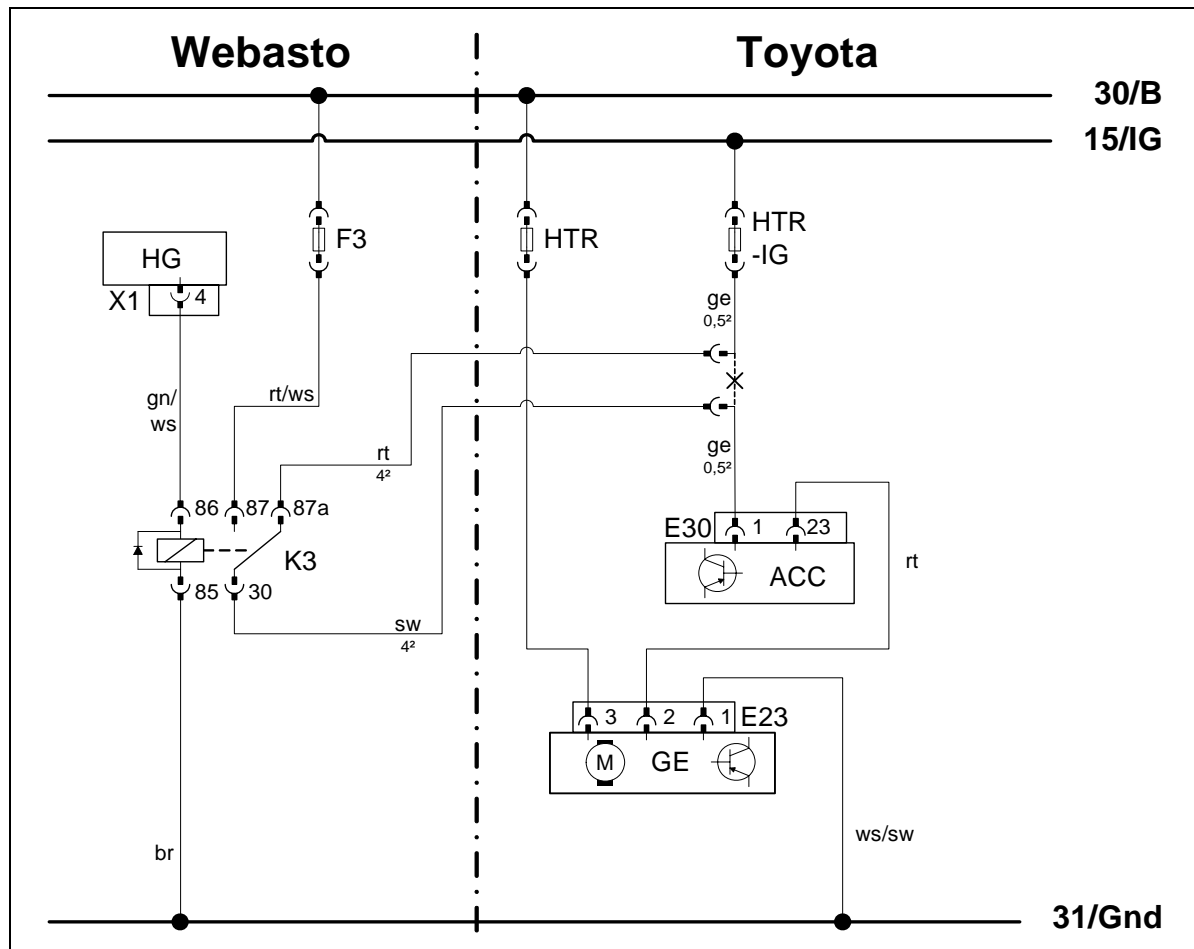 Webasto
Toyota
30/B
15/IG
F3
HTR
HTR
-IG
HG
X1
4
ge
0,5²
gn/
ws
rt/ws
rt
4²
ge
0,5²
86
87
87a
E30
1
23
K3
ACC
rt
85
30
sw
4²
3
2
1
E23
M
GE
ws/sw
br
31/Gnd